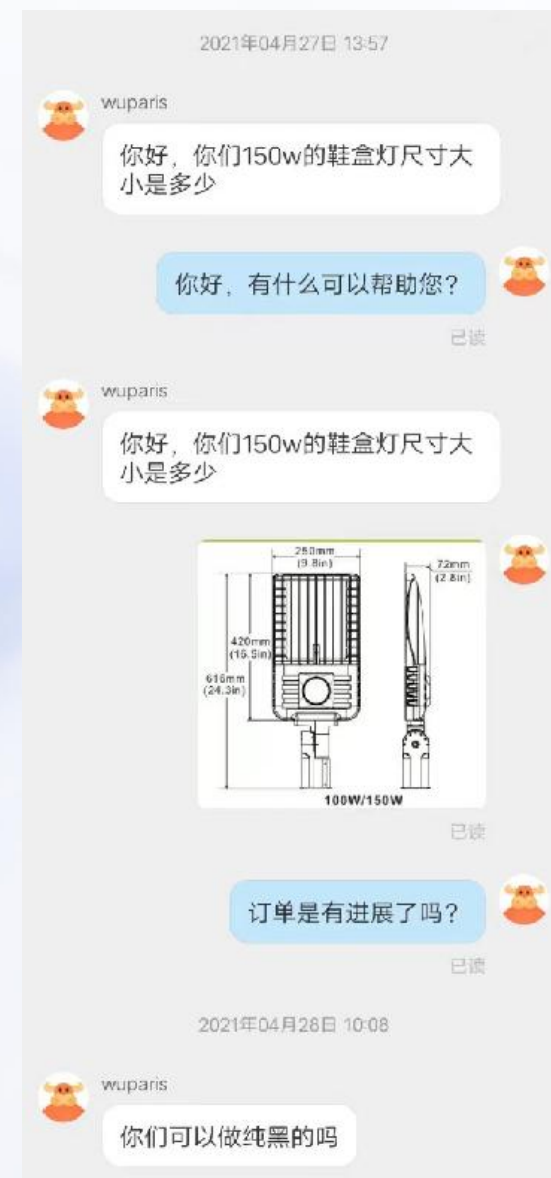 2021年04月27日 13:57
wuparis
你好，你们150w的鞋盒灯尺寸大
小是多少
你好，有什么可以帮助您？
已读
wuparis
你好，你们150w的鞋盒灯尺寸大
小是多少
250mm
(9.8in)
72mm
(2.8in)
420mm
(16.5in)
616mm
(24.3in)
100W/150W
已读
订单是有进展了吗？
已读
2021年04月28日 10:08
wuparis
你们可以做纯黑的吗